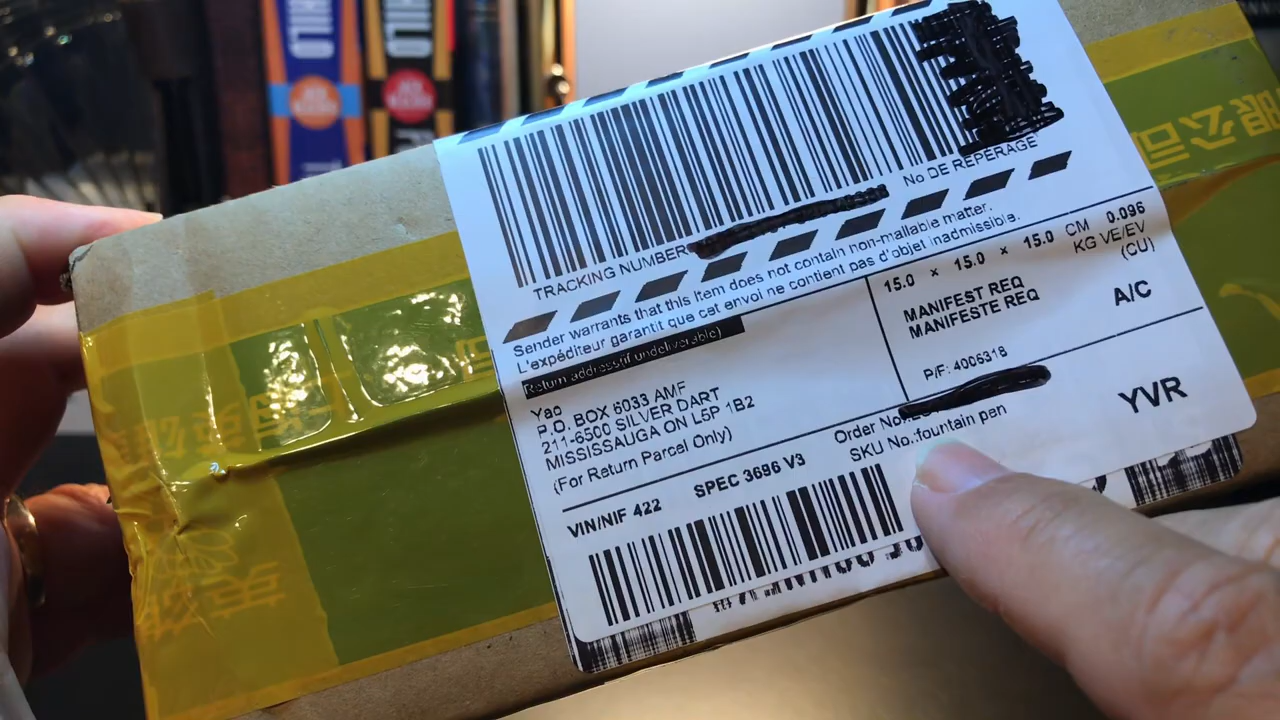 HILO
HILO
No DE REPÉRAGE
TRACKING NUMBER
Sender warrants that this item does not contain non-mailable matter.
L'expéditeur garantit que cet envoi ne contient pas d'objet inadmissible.
Return address(if undeliverable)
Yao
P.O. BOX 6033 AMF
211-6500 SILVER DART
MISSISSAUGA ON L5P 1B2
(For Return Parcel Only)
15.0 × 15.0 × 15.0 CM 0.096
KG VE/EV
(CU)
MANIFEST REQ
MANIFESTE REQ
A/C
P/F: 4006318
Order No.:
SKU No.:fountain pen
YVR
VIN/NIF 422
SPEC 3696 V3